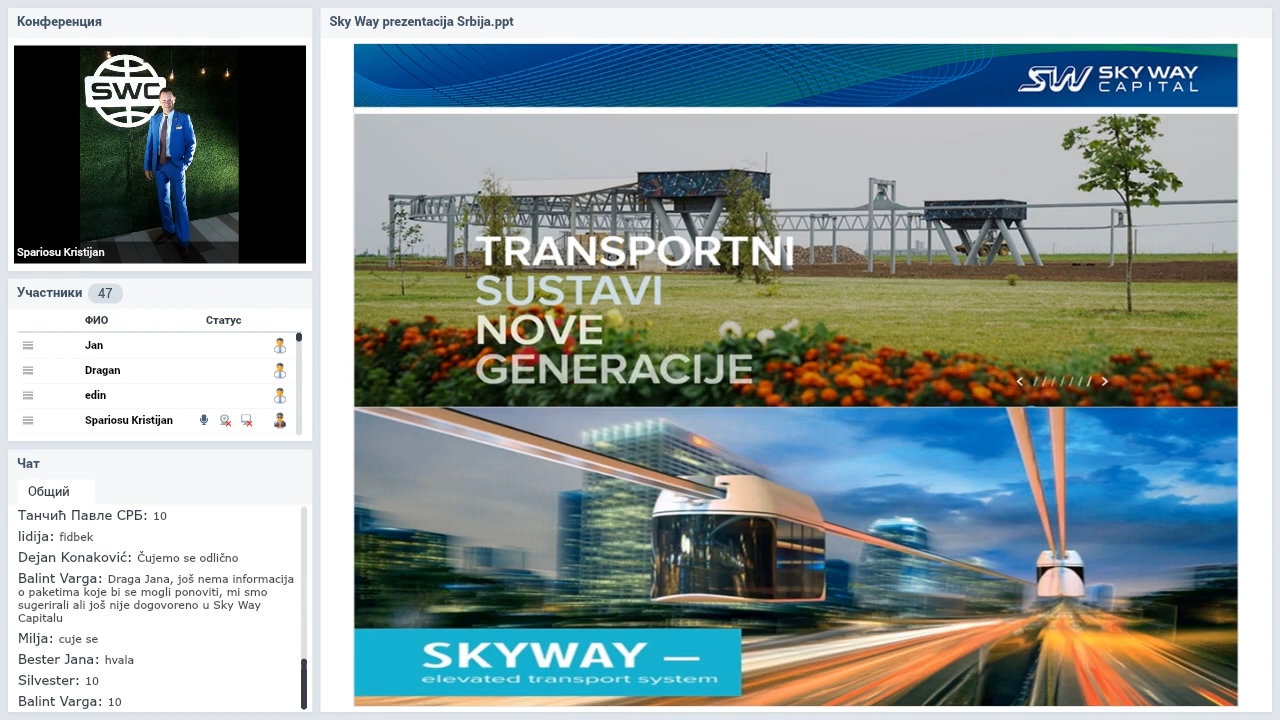 Конференция
SWC
Spariosu Kristijan
Участники 47
ФИО Статус
Jan
Dragan
edin
Spariosu Kristijan
Чат
Общий
Танчић Павле СРБ: 10
lidija: fidbek
Dejan Konaković: Čujemo se odlično
Balint Varga: Draga Jana, još nema informacija
o paketima koje bi se mogli ponoviti, mi smo
sugerirali ali još nije dogovoreno u Sky Way
Capitalu
Milja: cuje se
Bester Jana: hvala
Silvester: 10
Balint Varga: 10
Sky Way prezentacija Srbija.ppt
SW SKY WAY
CAPITAL
TRANSPORTNI
SUSTAVI
NOVE
GENERACIJE
SKYWAY —
elevated transport system